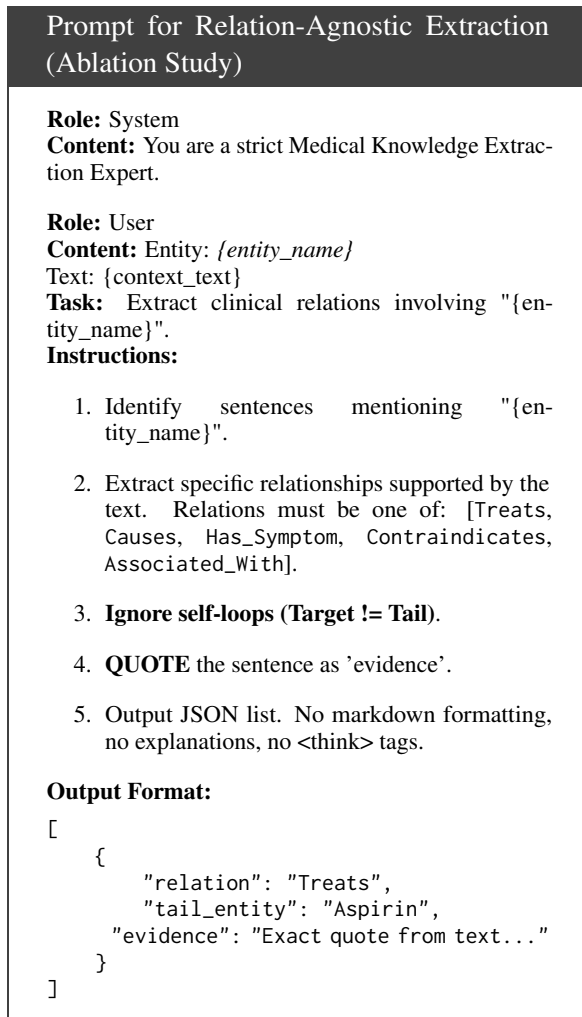 Prompt for Relation-Agnostic Extraction
(Ablation Study)
Role: System
Content: You are a strict Medical Knowledge Extrac-
tion Expert.
Role: User
Content: Entity: {entity_name}
Text: {context_text}
Task: Extract clinical relations involving "{en-
tity_name}".
Instructions:
1. Identify sentences mentioning "{en-
tity_name}".
2. Extract specific relationships supported by the
text. Relations must be one of: [Treats,
Causes, Has_Symptom, Contraindicates,
Associated_With].
3. Ignore self-loops (Target != Tail).
4. QUOTE the sentence as 'evidence'.
5. Output JSON list. No markdown formatting,
no explanations, no <think> tags.
Output Format:
[
    {
        "relation": "Treats",
        "tail_entity": "Aspirin",
      "evidence": "Exact quote from text..."
    }
]